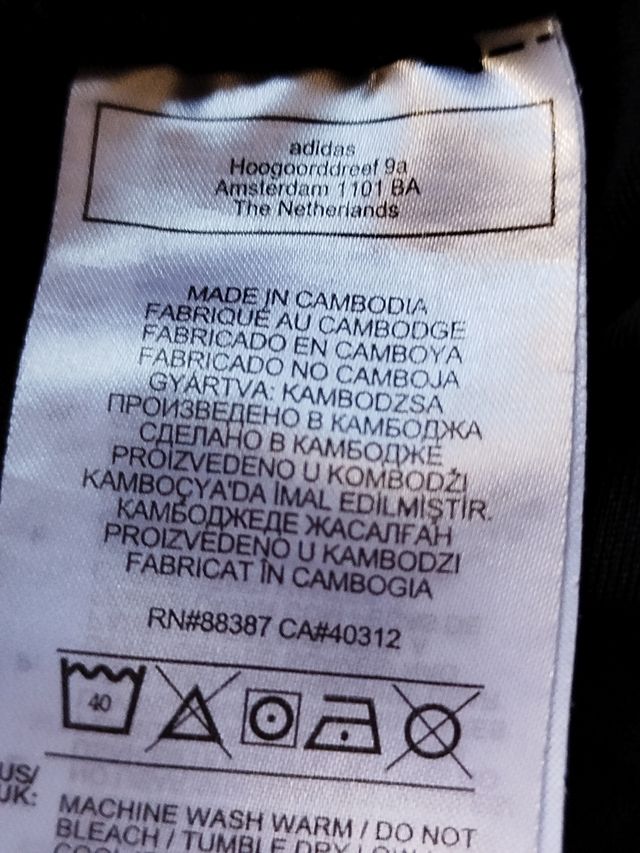 adidas
Hoogoorddreef 9a
Amsterdam 1101 BA
The Netherlands
MADE IN CAMBODIA
FABRIQUÉ AU CAMBODGE
FABRICADO EN CAMBOYA
FABRICADO NO CAMBOJA
GYÁRTVA: KAMBODZSA
ПРОИЗВЕДЕНО В КАМБОДЖА
СДЕЛАНО В КАМБОДЖЕ
PROIZVEDENO U KOMBODŽI
KAMBOÇYA'DA İMAL EDİLMİŞTİR.
КАМБОДЖЕДЕ ЖАСАЛҒАН
PROIZVEDENO U KAMBODZI
FABRICAT ÎN CAMBOGIA
RN#88387 CA#40312
40
US/
UK:
MACHINE WASH WARM / DO NOT
BLEACH / TUMBLE DRY